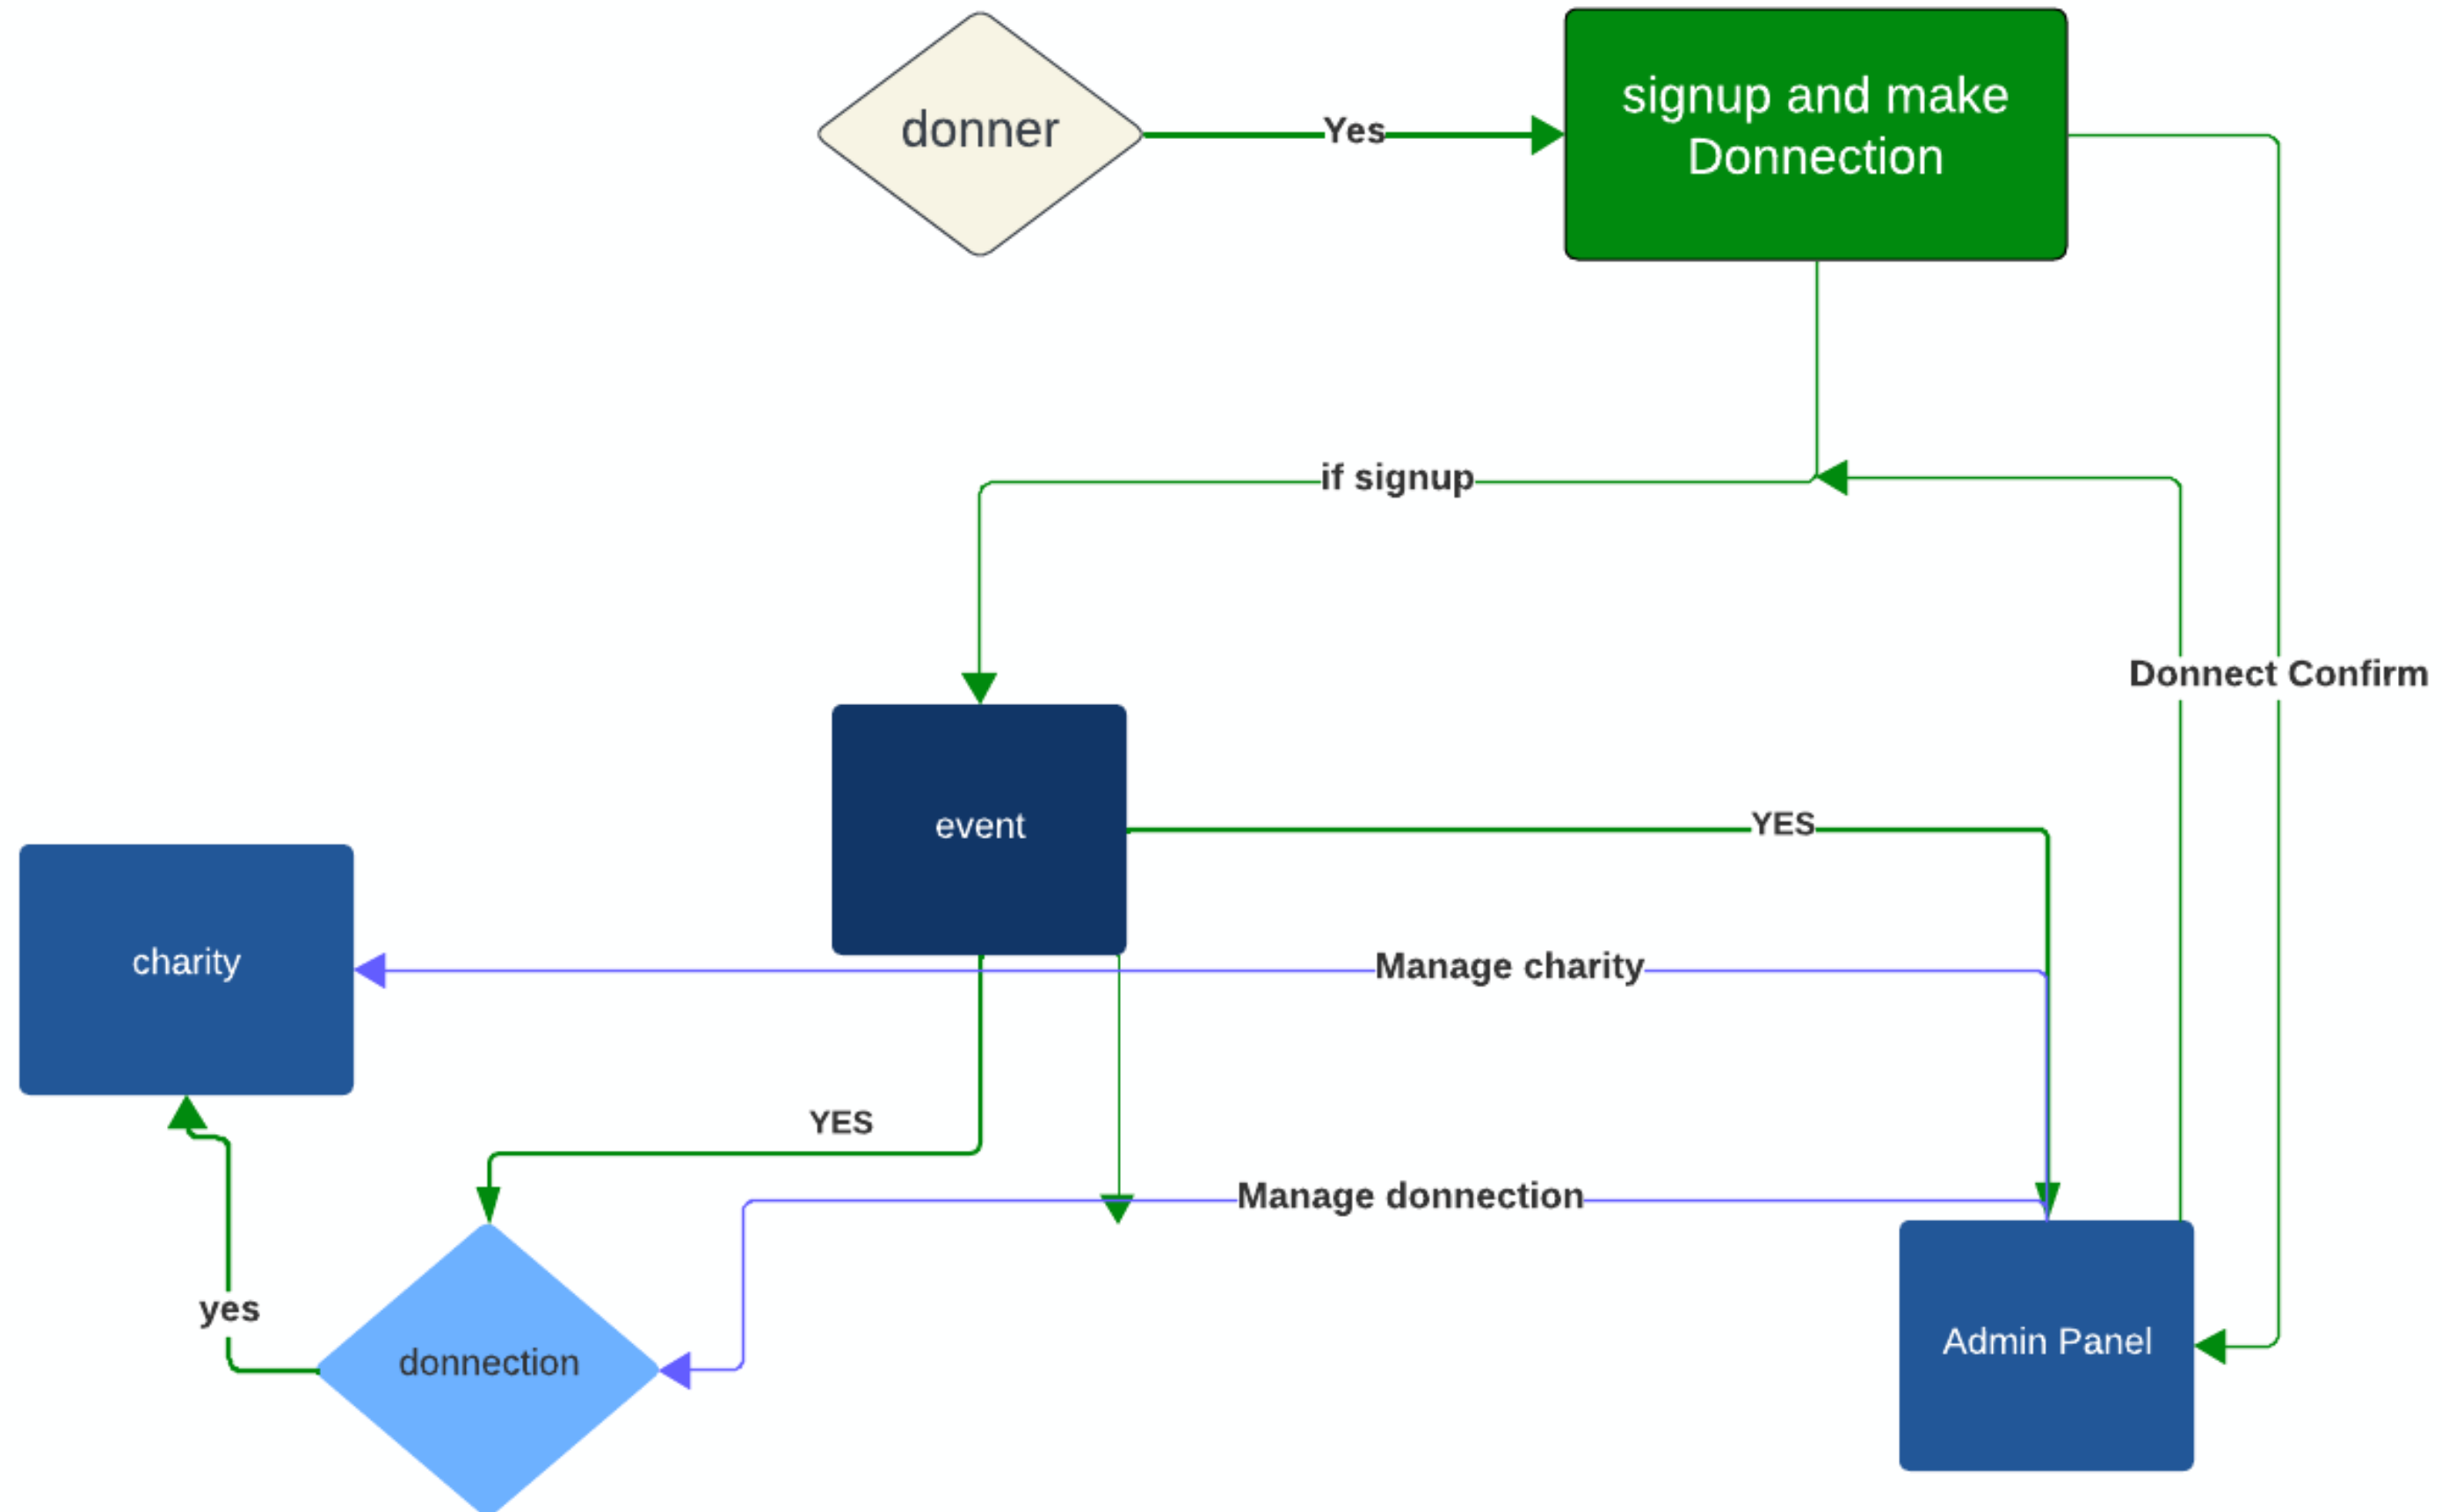 donner
Yes
signup and make
Donnection
if signup
Donnect Confirm
event
YES
charity
Manage charity
YES
Manage donnection
yes
donnection
Admin Panel